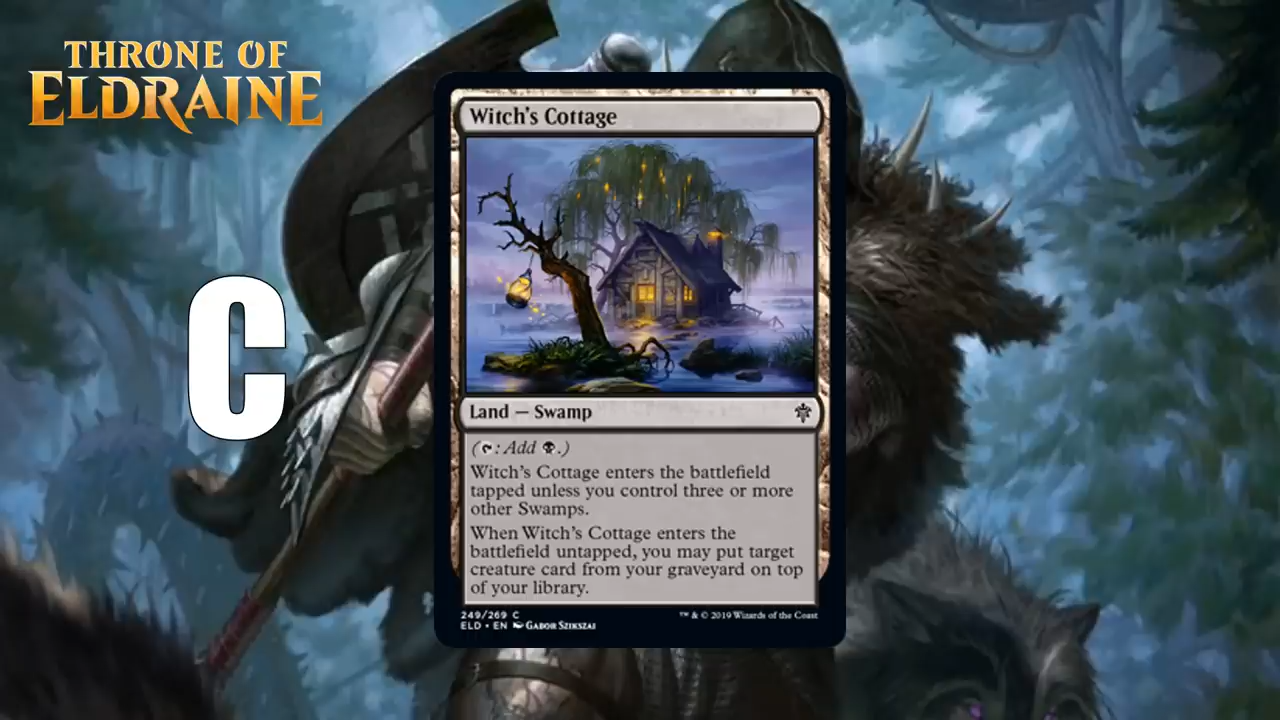 THRONE OF
ELDRAINE
C
Witch's Cottage
Land — Swamp
( : Add .)
Witch's Cottage enters the battlefield
tapped unless you control three or more
other Swamps.
When Witch's Cottage enters the
battlefield untapped, you may put target
creature card from your graveyard on top
of your library.
249/269 C
ELD • EN Gabor Szikszai
™ & © 2019 Wizards of the Coast